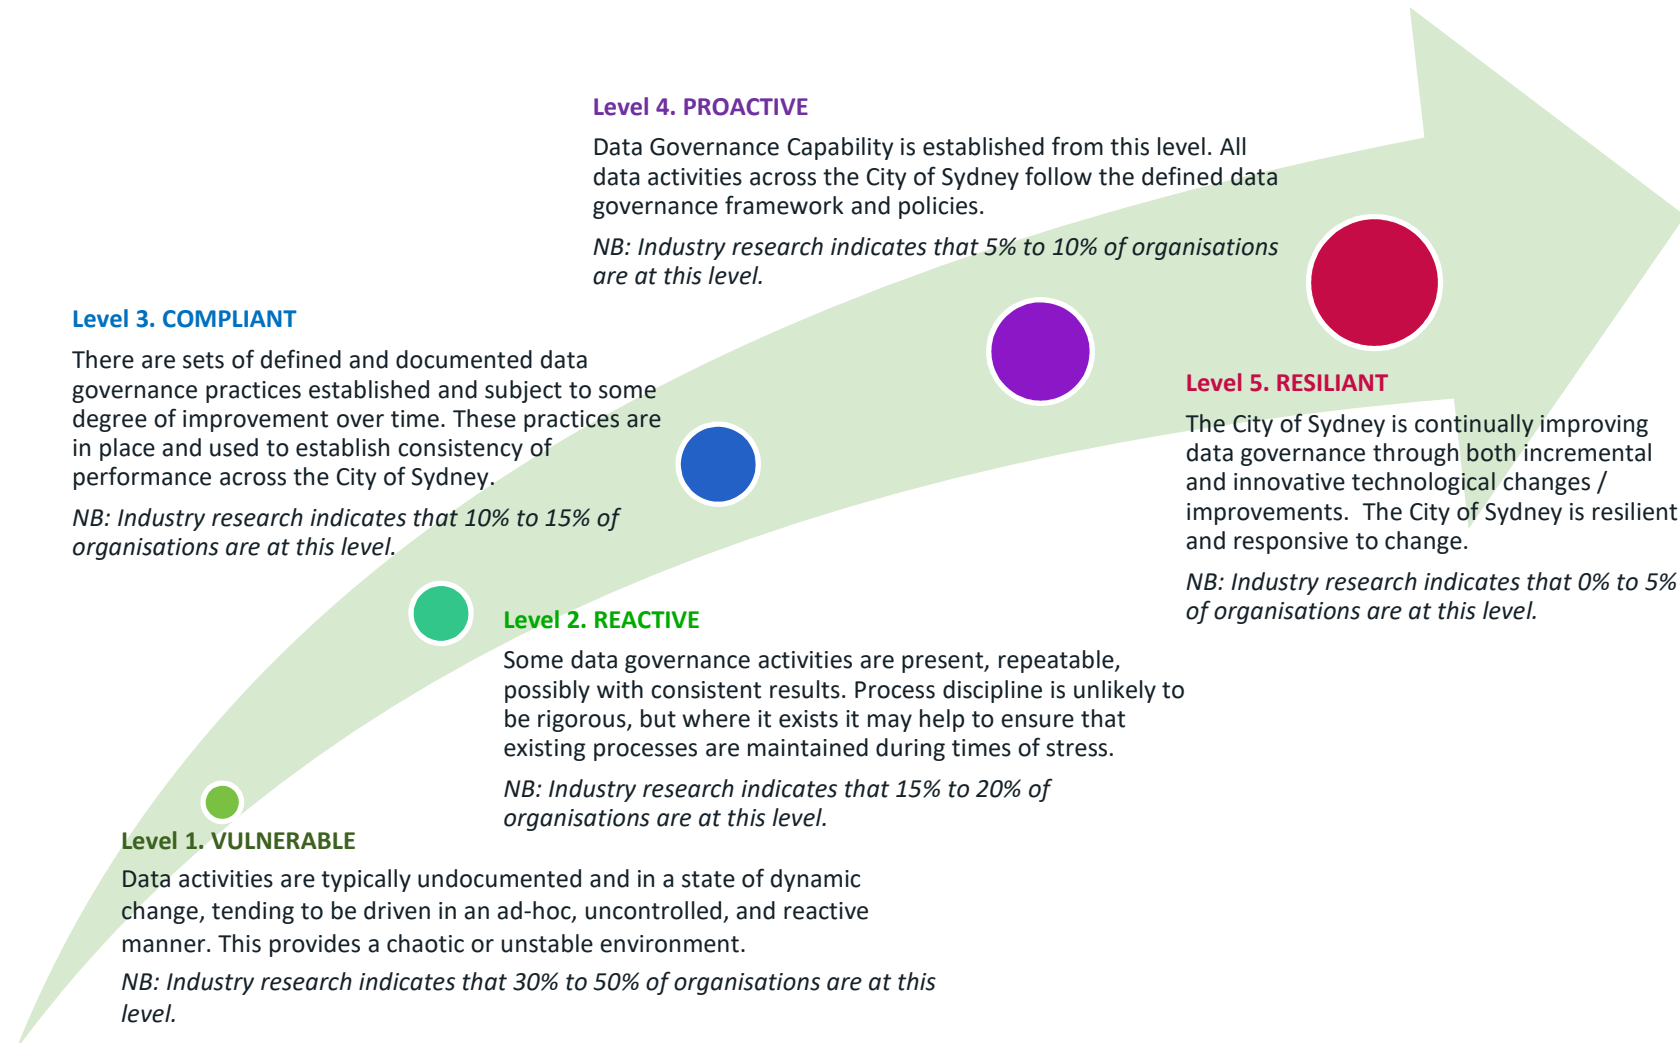 Level 4. PROACTIVE
Data Governance Capability is established from this level. All
data activities across the City of Sydney follow the defined data
governance framework and policies.
NB: Industry research indicates that 5% to 10% of organisations
are at this level.
Level 3. COMPLIANT
There are sets of defined and documented data
governance practices established and subject to some
degree of improvement over time. These practices are
in place and used to establish consistency of
performance across the City of Sydney.
NB: Industry research indicates that 10% to 15% of
organisations are at this level.
Level 5. RESILIANT
The City of Sydney is continually improving
data governance through both incremental
and innovative technological changes /
improvements.  The City of Sydney is resilient
and responsive to change.
NB: Industry research indicates that 0% to 5%
of organisations are at this level.
Level 2. REACTIVE
Some data governance activities are present, repeatable,
possibly with consistent results. Process discipline is unlikely to
be rigorous, but where it exists it may help to ensure that
existing processes are maintained during times of stress.
NB: Industry research indicates that 15% to 20% of
organisations are at this level.
Level 1. VULNERABLE
Data activities are typically undocumented and in a state of dynamic
change, tending to be driven in an ad-hoc, uncontrolled, and reactive
manner. This provides a chaotic or unstable environment.
NB: Industry research indicates that 30% to 50% of organisations are at this
level.